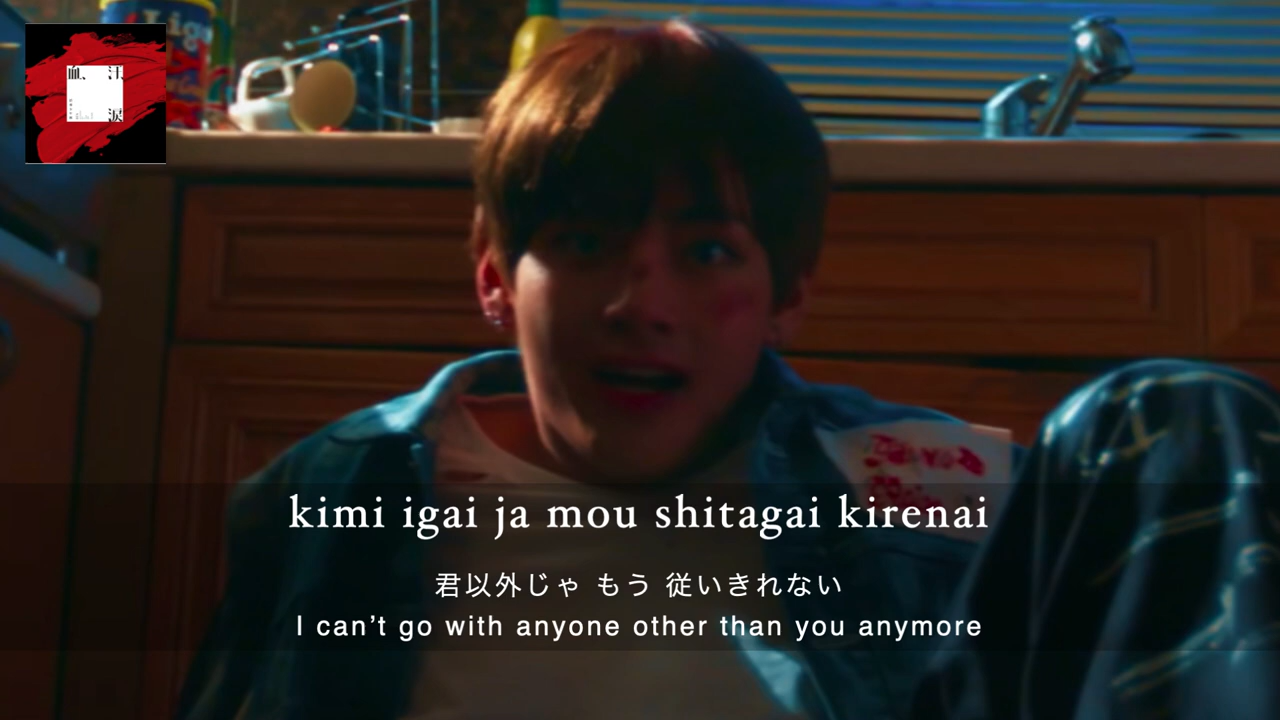 血、汗、
涙
kimi igai ja mou shitagai kirenai
君以外じゃ もう 従いきれない
I can't go with anyone other than you anymore